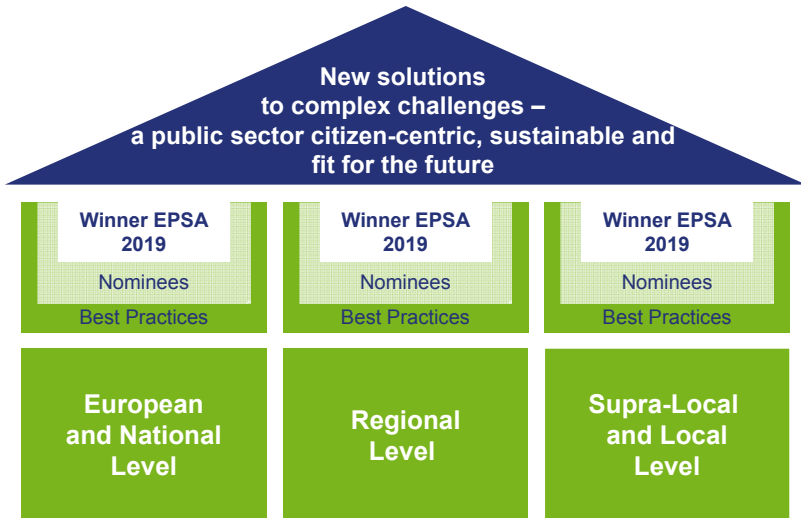 New solutions
to complex challenges –
a public sector citizen-centric, sustainable and
fit for the future
Winner EPSA
2019
Nominees
Best Practices
Winner EPSA
2019
Nominees
Best Practices
Winner EPSA
2019
Nominees
Best Practices
European
and National
Level
Regional
Level
Supra-Local
and Local
Level